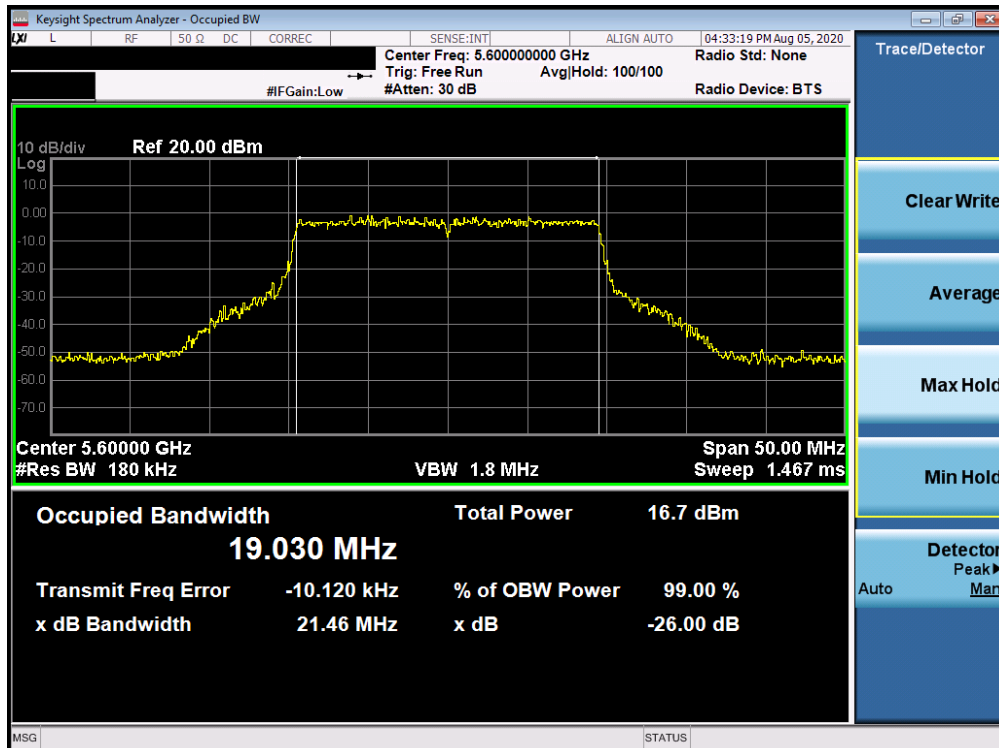 Keysight Spectrum Analyzer - Occupied BW
LXI L RF 50 Ω DC CORREC SENSE:INT ALIGN AUTO 04:33:19 PM Aug 05, 2020
Center Freq: 5.600000000 GHz Radio Std: None
Trig: Free Run Avg|Hold: 100/100
#IFGain:Low #Atten: 30 dB Radio Device: BTS
10 dB/div Ref 20.00 dBm
Log
10.0
0.00
-10.0
-20.0
-30.0
-40.0
-50.0
-60.0
-70.0
Center 5.60000 GHz Span 50.00 MHz
#Res BW 180 kHz VBW 1.8 MHz Sweep 1.467 ms
Occupied Bandwidth Total Power 16.7 dBm
19.030 MHz
Transmit Freq Error -10.120 kHz % of OBW Power 99.00 %
x dB Bandwidth 21.46 MHz x dB -26.00 dB
MSG STATUS
Trace/Detector
Clear Write
Average
Max Hold
Min Hold
Detector
Peak▶
Auto Man